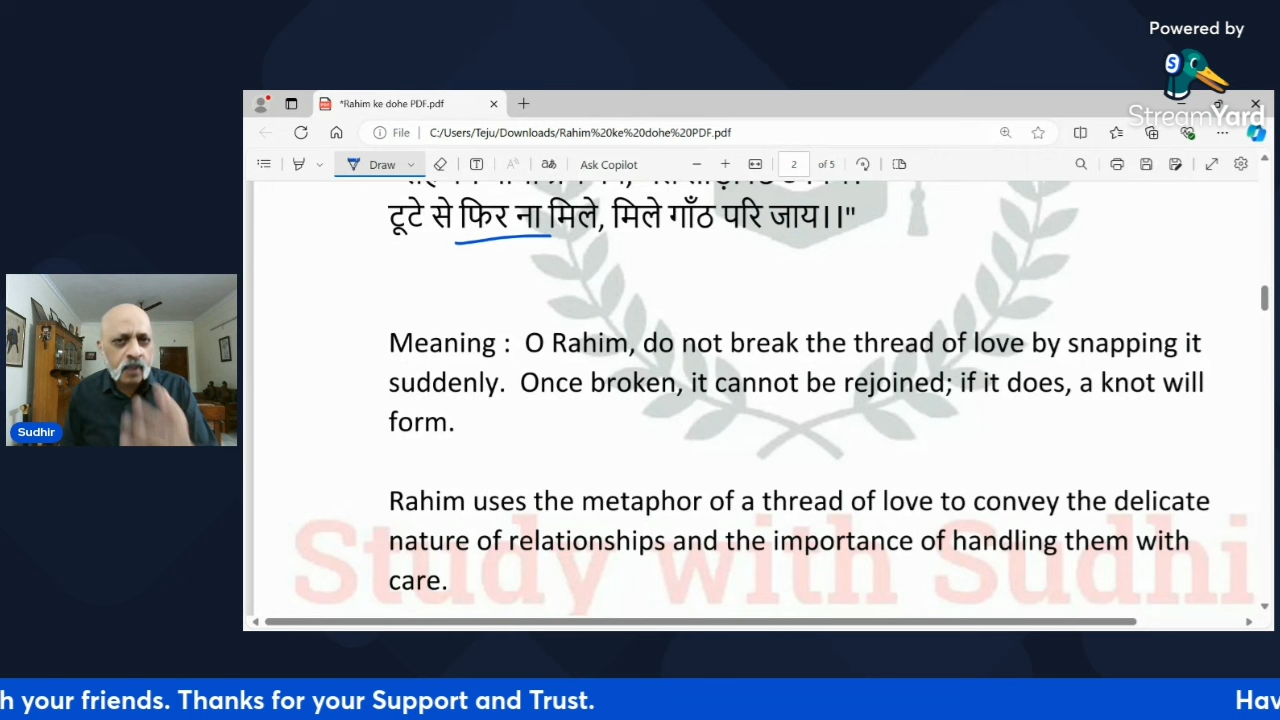 Powered by
StreamYard
*Rahim ke dohe PDF.pdf
File
C:/Users/Teju/Downloads/Rahim%20ke%20dohe%20PDF.pdf
Draw
Ask Copilot
2 of 5
टूटे से फिर ना मिले, मिले गाँठ परि जाय।।"
Meaning : O Rahim, do not break the thread of love by snapping it
suddenly. Once broken, it cannot be rejoined; if it does, a knot will
form.
Rahim uses the metaphor of a thread of love to convey the delicate
nature of relationships and the importance of handling them with
care.
Study with Sudhi
Sudhir
h your friends. Thanks for your Support and Trust.
Hav